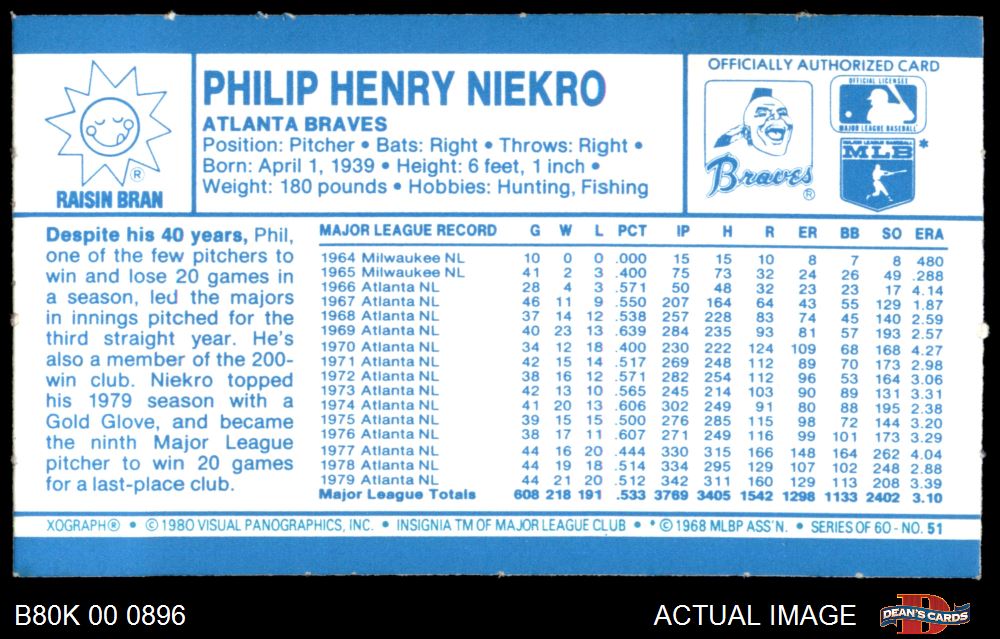 PHILIP HENRY NIEKRO
ATLANTA BRAVES
Position: Pitcher • Bats: Right • Throws: Right •
Born: April 1, 1939 • Height: 6 feet, 1 inch •
Weight: 180 pounds • Hobbies: Hunting, Fishing
®
RAISIN BRAN
OFFICIALLY AUTHORIZED CARD
Braves ®
OFFICIAL LICENSEE
MAJOR LEAGUE BASEBALL
MAJOR LEAGUE BASEBALL
MLB *
Despite his 40 years, Phil,
one of the few pitchers to
win and lose 20 games in
a season, led the majors
in innings pitched for the
third straight year. He's
also a member of the 200-
win club. Niekro topped
his 1979 season with a
Gold Glove, and became
the ninth Major League
pitcher to win 20 games
for a last-place club.
MAJOR LEAGUE RECORD G W L PCT IP H R ER BB SO ERA
1964 Milwaukee NL 10 0 0 .000 15 15 10 8 7 8 480
1965 Milwaukee NL 41 2 3 .400 75 73 32 24 26 49 .288
1966 Atlanta NL 28 4 3 .571 50 48 32 23 23 17 4.14
1967 Atlanta NL 46 11 9 .550 207 164 64 43 55 129 1.87
1968 Atlanta NL 37 14 12 .538 257 228 83 74 45 140 2.59
1969 Atlanta NL 40 23 13 .639 284 235 93 81 57 193 2.57
1970 Atlanta NL 34 12 18 .400 230 222 124 109 68 168 4.27
1971 Atlanta NL 42 15 14 .517 269 248 112 89 70 173 2.98
1972 Atlanta NL 38 16 12 .571 282 254 112 96 53 164 3.06
1973 Atlanta NL 42 13 10 .565 245 214 103 90 89 131 3.31
1974 Atlanta NL 41 20 13 .606 302 249 91 80 88 195 2.38
1975 Atlanta NL 39 15 15 .500 276 285 115 98 72 144 3.20
1976 Atlanta NL 38 17 11 .607 271 249 116 99 101 173 3.29
1977 Atlanta NL 44 16 20 .444 330 315 166 148 164 262 4.04
1978 Atlanta NL 44 19 18 .514 334 295 129 107 102 248 2.88
1979 Atlanta NL 44 21 20 .512 342 311 160 129 113 208 3.39
Major League Totals 608 218 191 .533 3769 3405 1542 1298 1133 2402 3.10
XOGRAPH® • © 1980 VISUAL PANOGRAPHICS, INC. • INSIGNIA TM OF MAJOR LEAGUE CLUB • * © 1968 MLBP ASS'N. • SERIES OF 60 - NO. 51
B80K 00 0896
ACTUAL IMAGE
DEAN'S CARDS